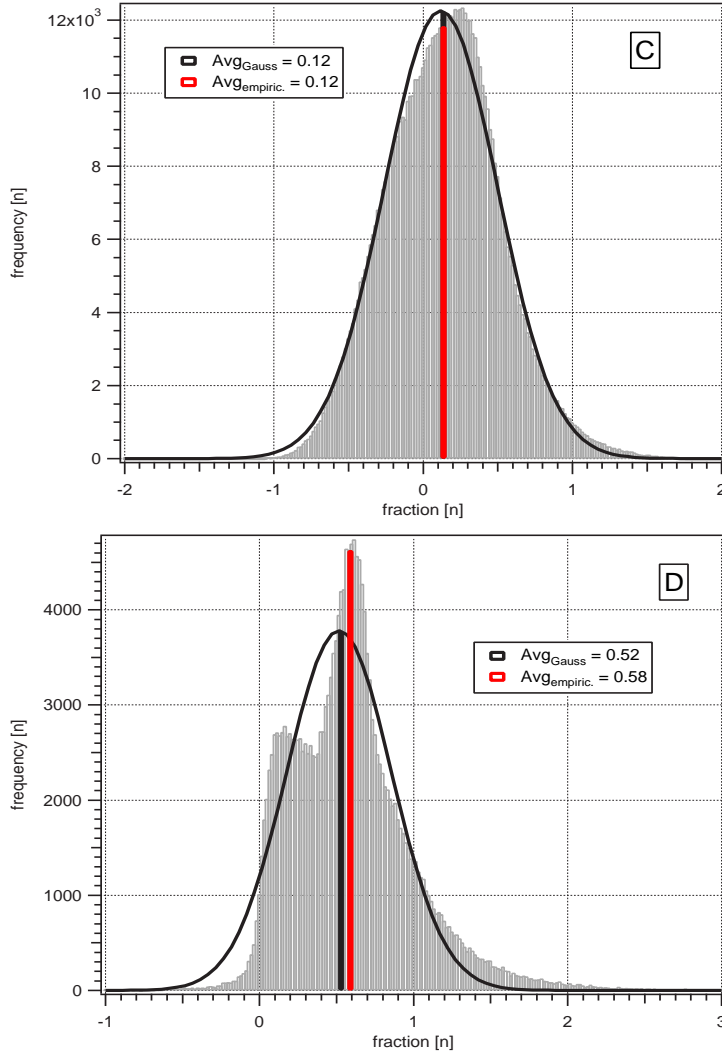 12x10³
10
8
6
4
2
0
frequency [n]
C
Avg_Gauss = 0.12
Avg_empiric. = 0.12
-2
-1
0
1
2
fraction [n]
4000
3000
2000
1000
0
frequency [n]
D
Avg_Gauss = 0.52
Avg_empiric. = 0.58
-1
0
1
2
3
fraction [n]